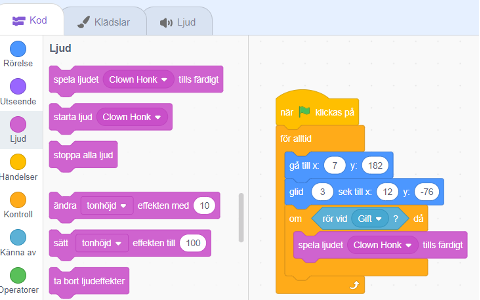 Kod
Klädslar
Ljud
Rörelse
Utseende
Ljud
Händelser
Kontroll
Känna av
Operatorer
Ljud
spela ljudet Clown Honk tills färdigt
starta ljud Clown Honk
stoppa alla ljud
ändra tonhöjd effekten med 10
sätt tonhöjd effekten till 100
ta bort ljudeffekter
när klickas på
för alltid
gå till x: 7 y: 182
glid 3 sek till x: 12 y: -76
om rör vid Gift ? då
spela ljudet Clown Honk tills färdigt